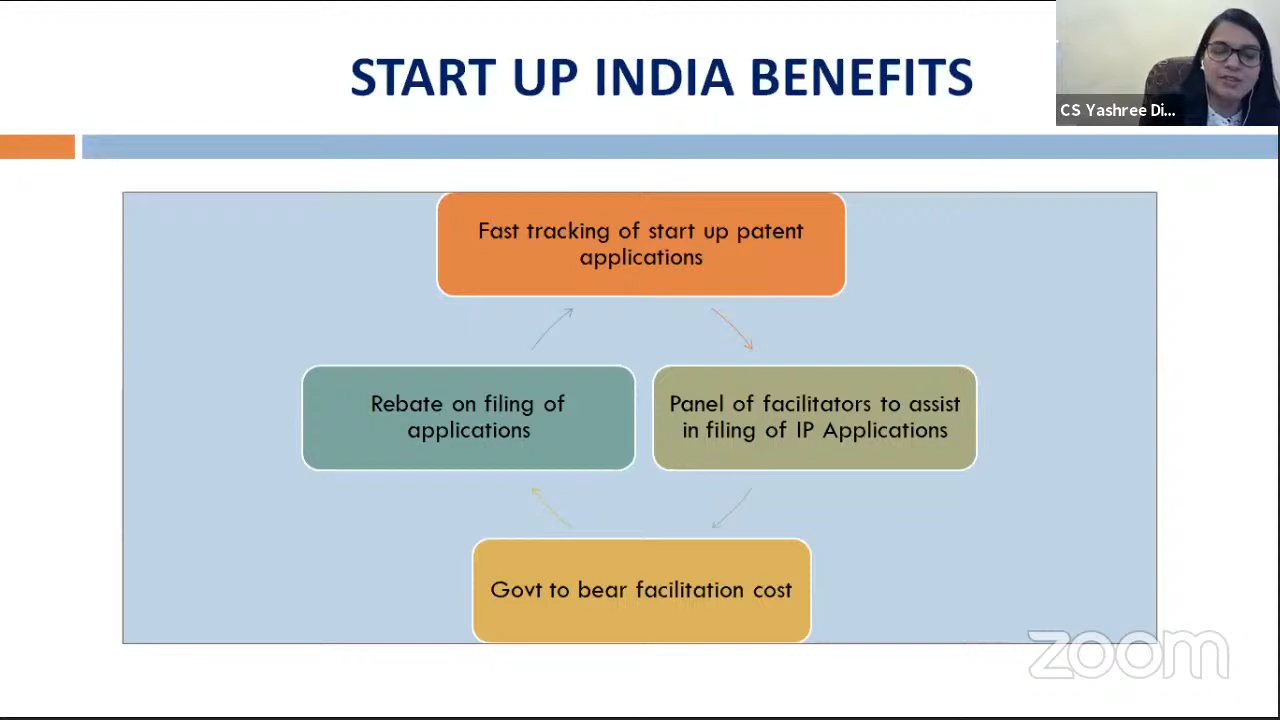 START UP INDIA BENEFITS
CS Yashree Di...
Fast tracking of start up patent
applications
Rebate on filing of
applications
Panel of facilitators to assist
in filing of IP Applications
Govt to bear facilitation cost
zoom